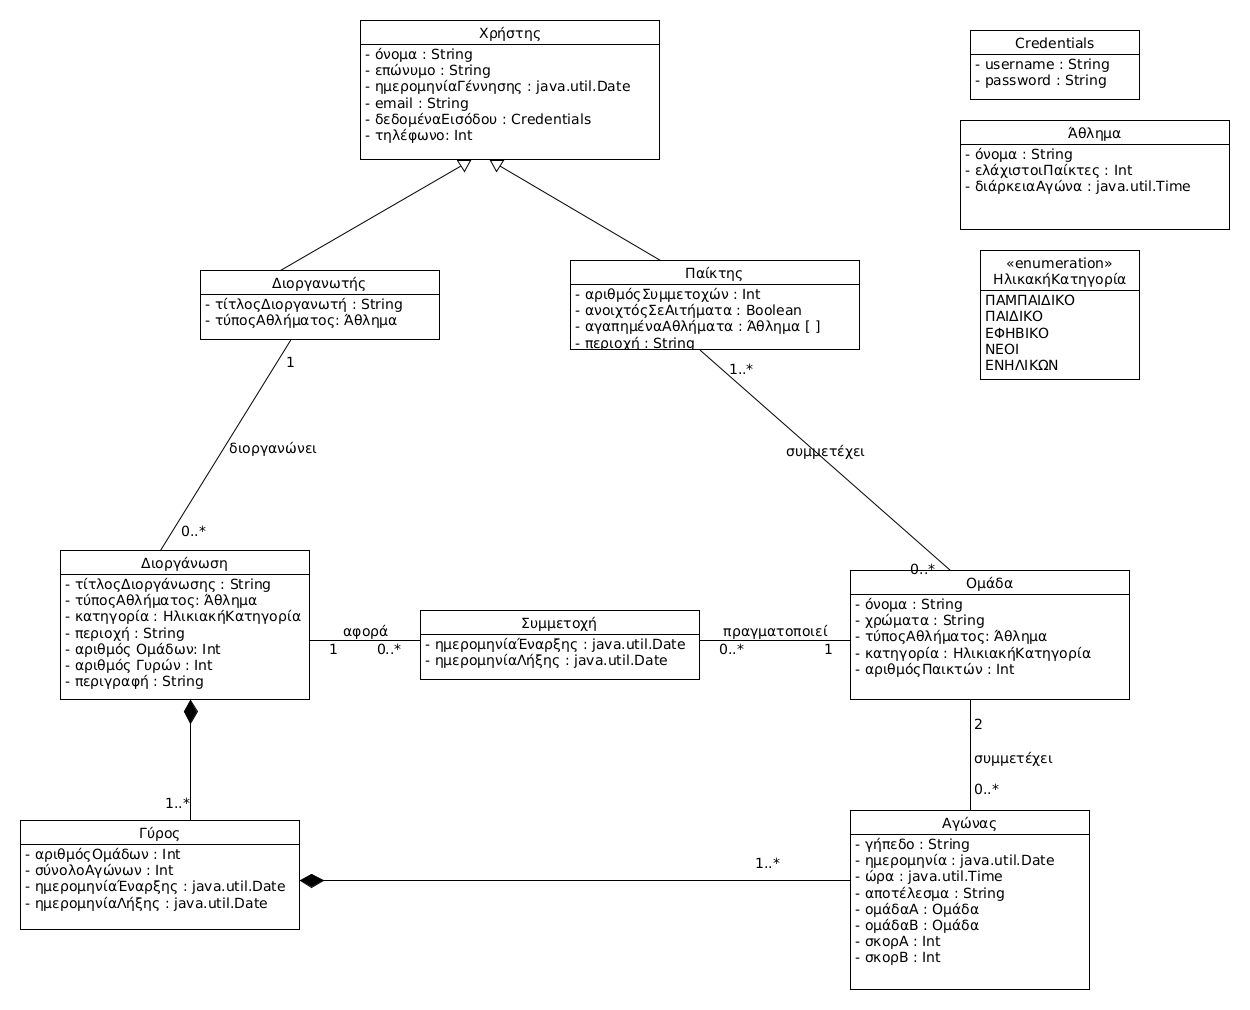 Χρήστης
- όνομα : String
- επώνυμο : String
- ημερομηνίαΓέννησης : java.util.Date
- email : String
- δεδομέναΕισόδου : Credentials
- τηλέφωνο: Int
Credentials
- username : String
- password : String
Άθλημα
- όνομα : String
- ελάχιστοιΠαίκτες : Int
- διάρκειαΑγώνα : java.util.Time
«enumeration»
ΗλικακήΚατηγορία
ΠΑΜΠΑΙΔΙΚΟ
ΠΑΙΔΙΚΟ
ΕΦΗΒΙΚΟ
ΝΕΟΙ
ΕΝΗΛΙΚΩΝ
Διοργανωτής
- τίτλοςΔιοργανωτή : String
- τύποςΑθλήματος: Άθλημα
Παίκτης
- αριθμόςΣυμμετοχών : Int
- ανοιχτόςΣεΑιτήματα : Boolean
- αγαπημέναΑθλήματα : Άθλημα [ ]
- περιοχή : String
1
διοργανώνει
0..*
1..*
συμμετέχει
0..*
Διοργάνωση
- τίτλοςΔιοργάνωσης : String
- τύποςΑθλήματος: Άθλημα
- κατηγορία : ΗλικιακήΚατηγορία
- περιοχή : String
- αριθμός Ομάδων: Int
- αριθμός Γυρών : Int
- περιγραφή : String
αφορά
1 0..*
Συμμετοχή
- ημερομηνίαΈναρξης : java.util.Date
- ημερομηνίαΛήξης : java.util.Date
πραγματοποιεί
0..* 1
Ομάδα
- όνομα : String
- χρώματα : String
- τύποςΑθλήματος: Άθλημα
- κατηγορία : ΗλικιακήΚατηγορία
- αριθμόςΠαικτών : Int
2
συμμετέχει
0..*
1..*
Γύρος
- αριθμόςΟμάδων : Int
- σύνολοΑγώνων : Int
- ημερομηνίαΈναρξης : java.util.Date
- ημερομηνίαΛήξης : java.util.Date
1..*
Αγώνας
- γήπεδο : String
- ημερομηνία : java.util.Date
- ώρα : java.util.Time
- αποτέλεσμα : String
- ομάδαΑ : Ομάδα
- ομάδαΒ : Ομάδα
- σκορΑ : Int
- σκορΒ : Int